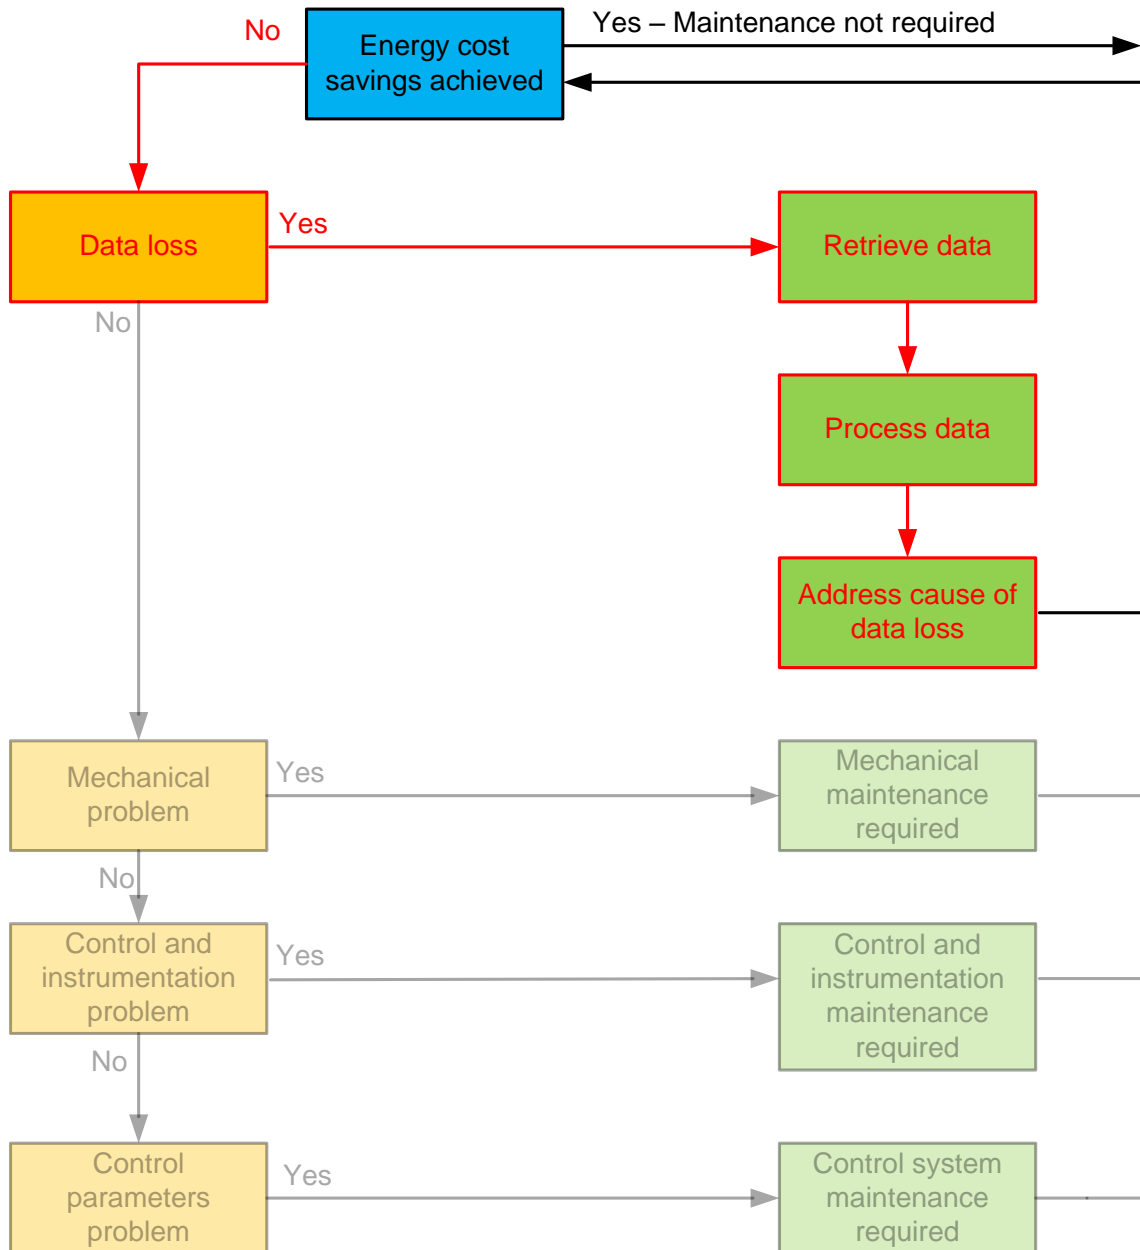 No
Energy cost
savings achieved
Yes – Maintenance not required
Data loss
Yes
Retrieve data
No
Process data
Address cause of
data loss
Mechanical
problem
Yes
Mechanical
maintenance
required
No
Control and
instrumentation
problem
Yes
Control and
instrumentation
maintenance
required
No
Control
parameters
problem
Yes
Control system
maintenance
required